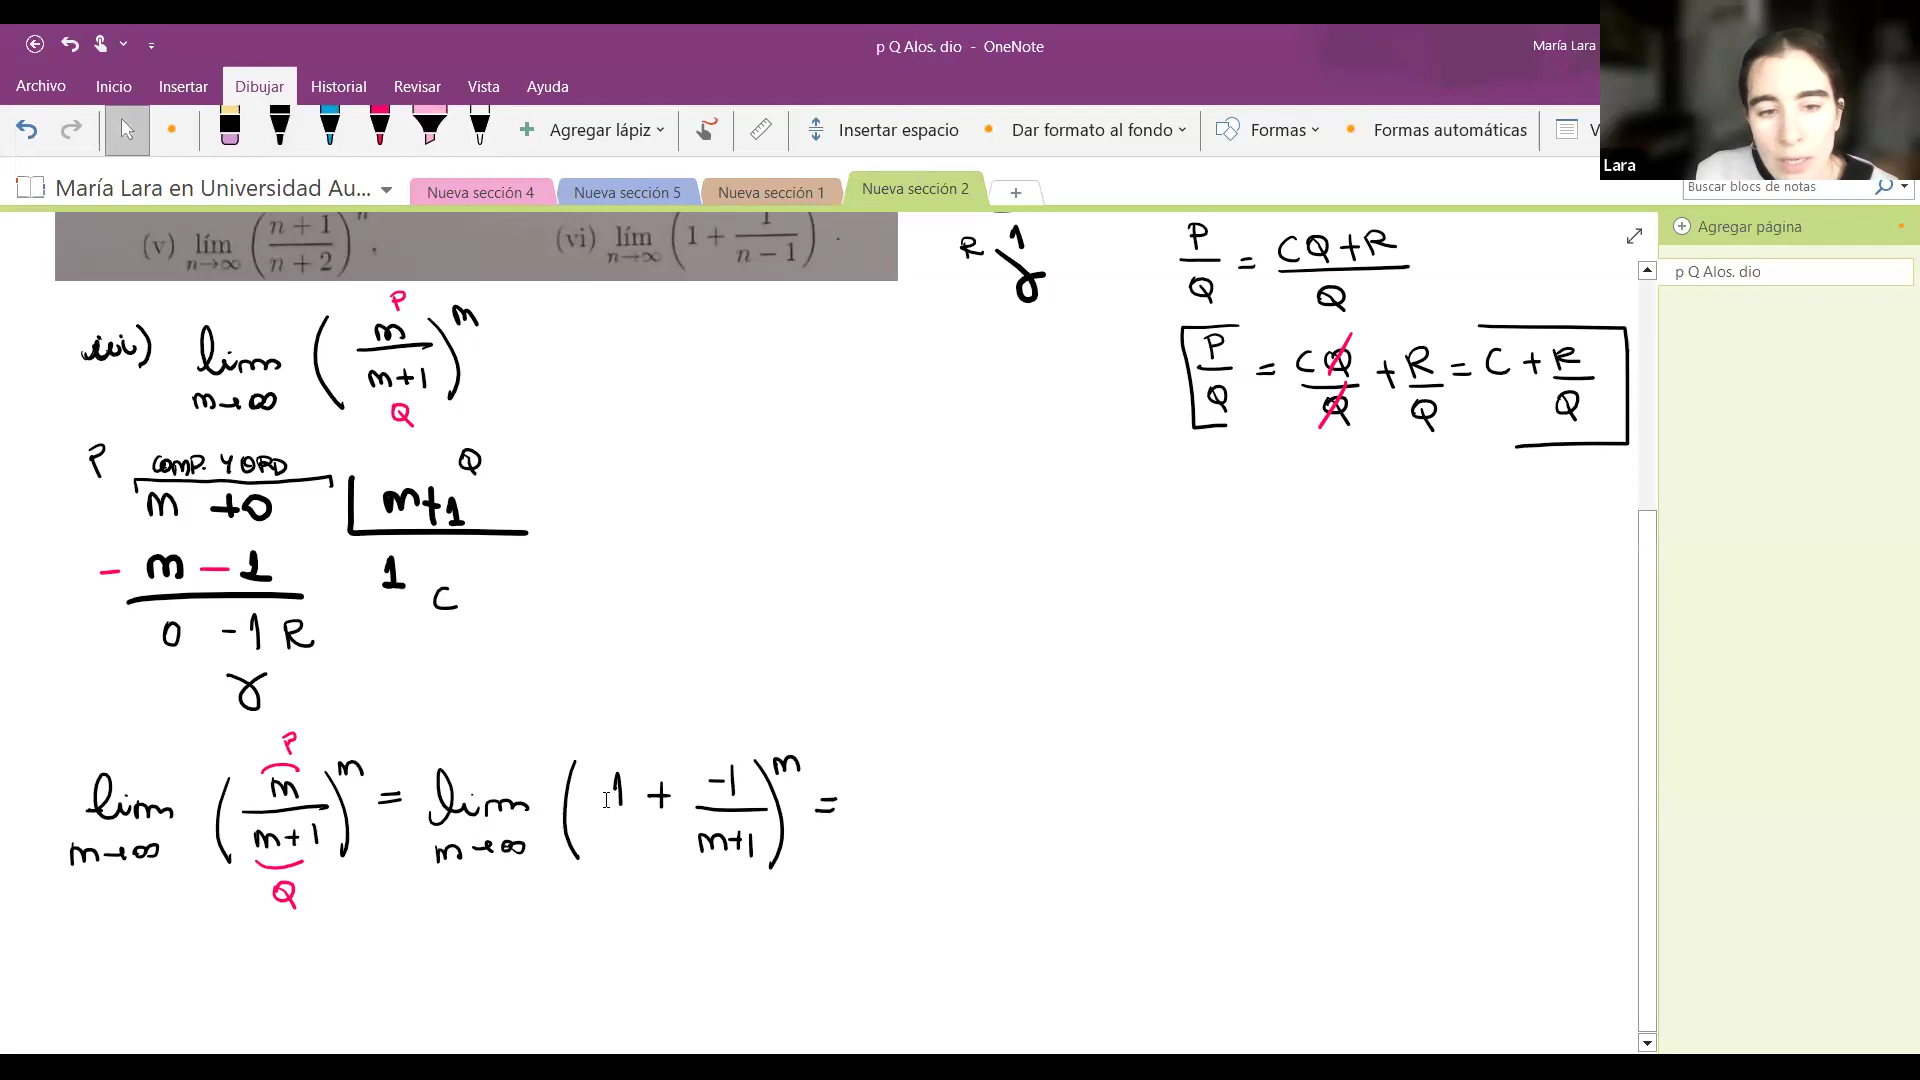 p Q Alos. dio - OneNote
María Lara
Archivo Inicio Insertar Dibujar Historial Revisar Vista Ayuda
Agregar lápiz Insertar espacio Dar formato al fondo Formas Formas automáticas V
Lara
María Lara en Universidad Au... Nueva sección 4 Nueva sección 5 Nueva sección 1 Nueva sección 2 +
Buscar blocs de notas
Agregar página
p Q Alos. dio
(v) lím n→∞ ((n+1)/(n+2))^n , (vi) lím n→∞ (1 + 1/(n-1)) .
R 1
P/Q = (CQ+R)/Q
P/Q = CQ/Q + R/Q = C + R/Q
iii) lim m→∞ (m/(m+1))^m
P
Q
P COMP. Y ORD Q
m +0 m+1
- m - 1 1 C
0 -1 R
lim m→∞ (m/(m+1))^m = lim m→∞ (1 + -1/(m+1))^m =
P
Q